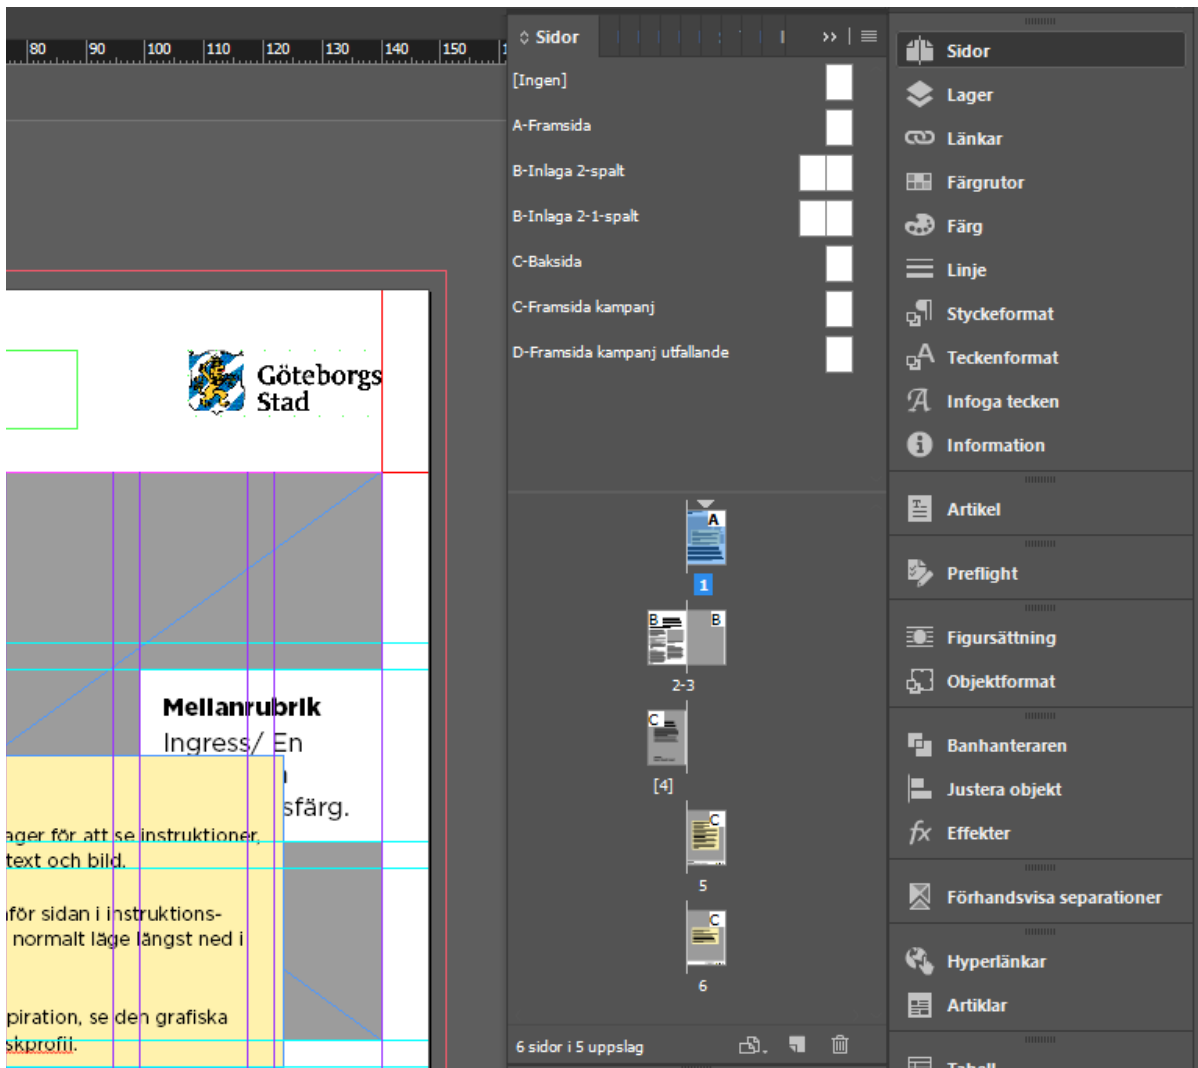 80 90 100 110 120 130 140 150
Göteborgs
Stad
Mellanrubrik
Ingress/ En
sfärg.
ager för att se instruktioner,
text och bild.
för sidan i instruktions-
normalt läge längst ned i
piration, se den grafiska
skprofil.
Sidor
[Ingen]
A-Framsida
B-Inlaga 2-spalt
B-Inlaga 2-1-spalt
C-Baksida
C-Framsida kampanj
D-Framsida kampanj utfallande
A
1
B B
2-3
C
[4]
C
5
C
6
6 sidor i 5 uppslag
Sidor
Lager
Länkar
Färgrutor
Färg
Linje
Styckeformat
Teckenformat
Infoga tecken
Information
Artikel
Preflight
Figursättning
Objektformat
Banhanteraren
Justera objekt
Effekter
Förhandsvisa separationer
Hyperlänkar
Artiklar
Tabell